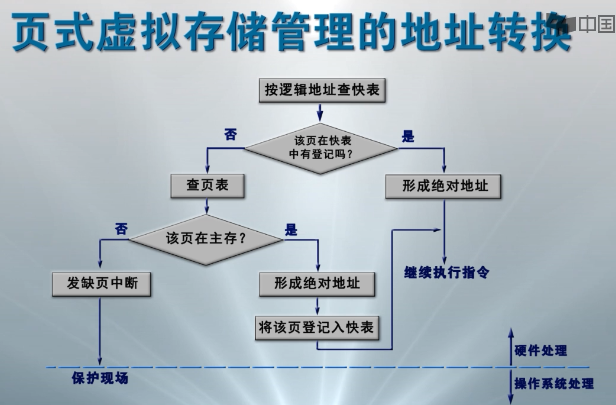 页式虚拟存储管理的地址转换
中国
按逻辑地址查快表
否
该页在快表
中有登记吗?
是
查页表
形成绝对地址
否
该页在主存?
是
继续执行指令
发缺页中断
形成绝对地址
将该页登记入快表
硬件处理
保护现场
操作系统处理